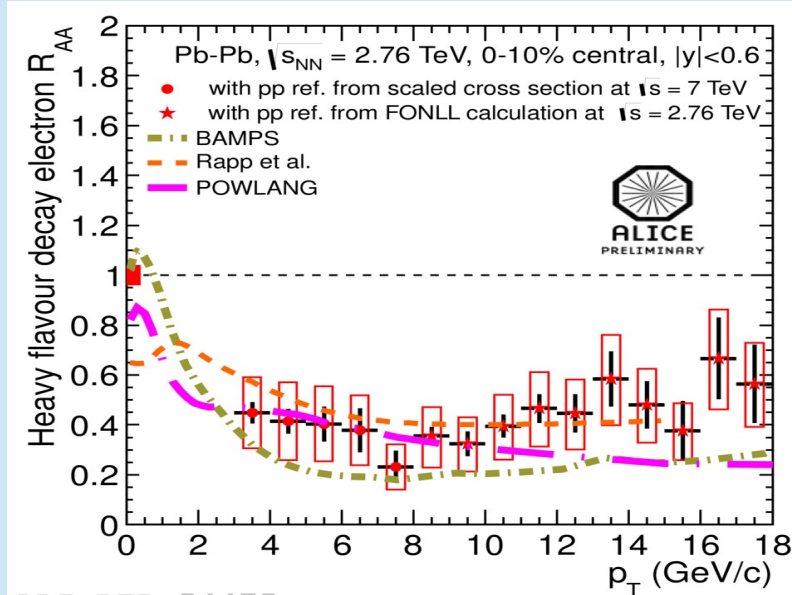 Heavy flavour decay electron R_AA
2
1.8
1.6
1.4
1.2
1
0.8
0.6
0.4
0.2
0
Pb-Pb, √s_NN = 2.76 TeV, 0-10% central, |y|<0.6
with pp ref. from scaled cross section at √s = 7 TeV
with pp ref. from FONLL calculation at √s = 2.76 TeV
BAMPS
Rapp et al.
POWLANG
ALICE
PRELIMINARY
0 2 4 6 8 10 12 14 16 18
p_T (GeV/c)